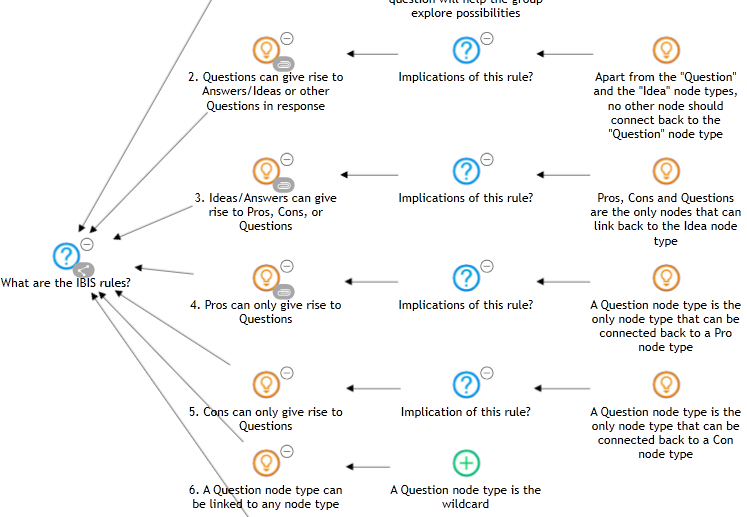 question will help the group
explore possibilities
2. Questions can give rise to
Answers/Ideas or other
Questions in response
Implications of this rule?
Apart from the "Question"
and the "Idea" node types,
no other node should
connect back to the
"Question" node type
3. Ideas/Answers can give
rise to Pros, Cons, or
Questions
Implications of this rule?
Pros, Cons and Questions
are the only nodes that can
link back to the Idea node
type
What are the IBIS rules?
4. Pros can only give rise to
Questions
Implications of this rule?
A Question node type is the
only node type that can be
connected back to a Pro
node type
5. Cons can only give rise to
Questions
Implication of this rule?
A Question node type is the
only node type that can be
connected back to a Con
node type
6. A Question node type can
be linked to any node type
A Question node type is the
wildcard